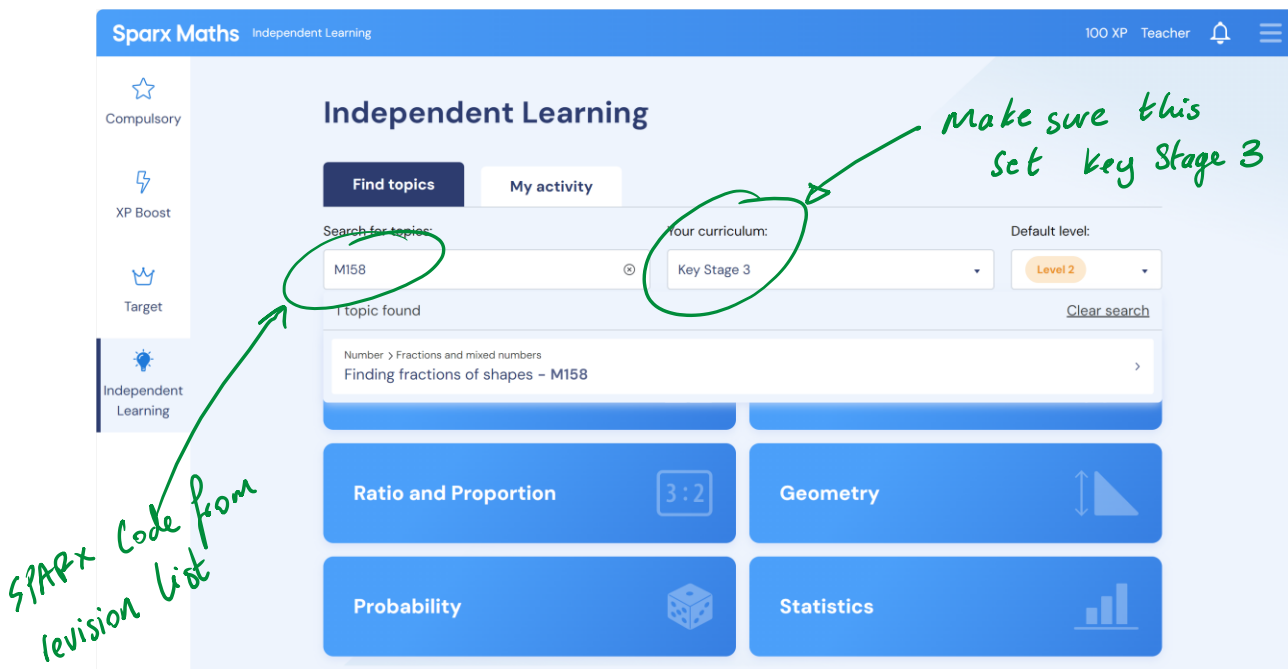 Sparx Maths Independent Learning 100 XP Teacher
Compulsory
XP Boost
Target
Independent
Learning
Independent Learning
Make sure this
Set Key Stage 3
Find topics My activity
Search for topics: Your curriculum: Default level:
M158 Key Stage 3 Level 2
1 topic found Clear search
Number > Fractions and mixed numbers
Finding fractions of shapes - M158
Ratio and Proportion 3:2 Geometry
Probability Statistics
SPARX Code from
revision list